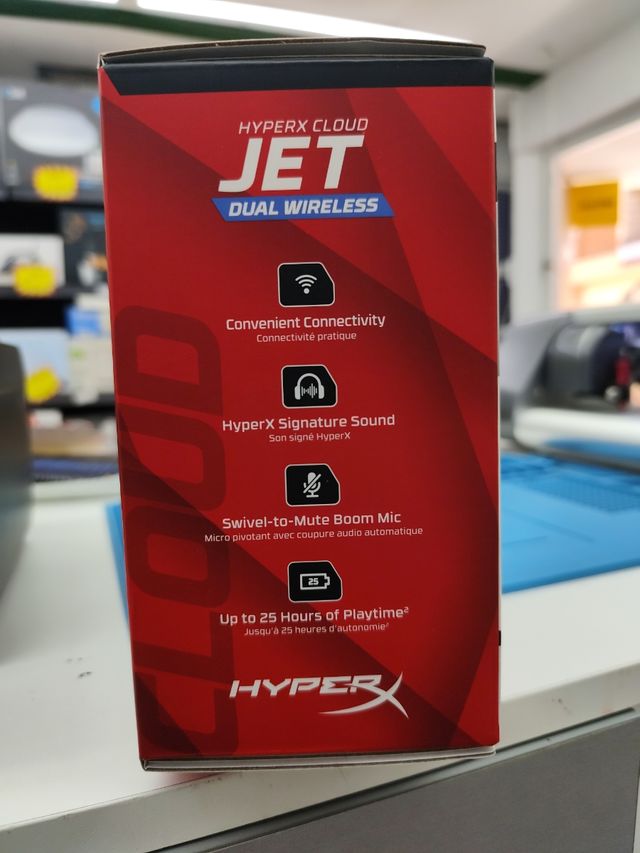 HYPERX CLOUD
JET
DUAL WIRELESS
Convenient Connectivity
Connectivité pratique
HyperX Signature Sound
Son signé HyperX
Swivel-to-Mute Boom Mic
Micro pivotant avec coupure audio automatique
25
Up to 25 Hours of Playtime²
Jusqu'à 25 heures d'autonomie²
HYPERX
CLOUD